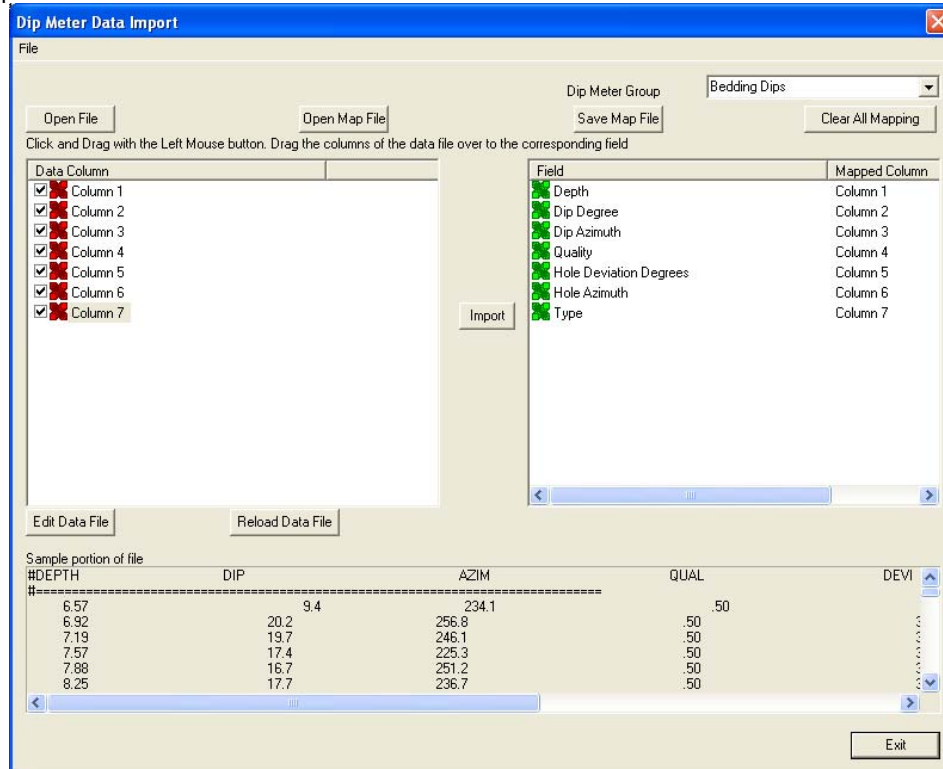 Dip Meter Data Import
File
Dip Meter Group Bedding Dips
Open File Open Map File Save Map File Clear All Mapping
Click and Drag with the Left Mouse button. Drag the columns of the data file over to the corresponding field
Data Column Field Mapped Column
Column 1 Depth Column 1
Column 2 Dip Degree Column 2
Column 3 Dip Azimuth Column 3
Column 4 Quality Column 4
Column 5 Hole Deviation Degrees Column 5
Column 6 Hole Azimuth Column 6
Column 7 Import Type Column 7
Edit Data File Reload Data File
Sample portion of file
#DEPTH DIP AZIM QUAL DEVI
#==============================================================================
6.57 9.4 234.1 .50
6.92 20.2 256.8 .50
7.19 19.7 246.1 .50
7.57 17.4 225.3 .50
7.88 16.7 251.2 .50
8.25 17.7 236.7 .50
Exit